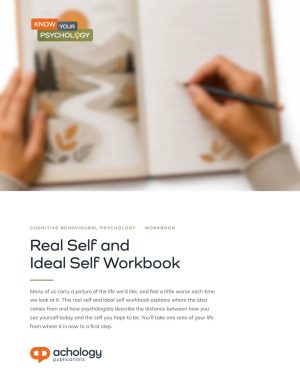 KNOW YOUR
PSYCHOLOGY
COGNITIVE BEHAVIOURAL PSYCHOLOGY · WORKBOOK
Real Self and
Ideal Self Workbook
Many of us carry a picture of the life we'd like, and feel a little worse each time
we look at it. This real self and ideal self workbook explains where the idea
comes from and how psychologists describe the distance between how you
see yourself today and the self you hope to be. You'll take one area of your life
from where it is now to a first step.
achology
publications